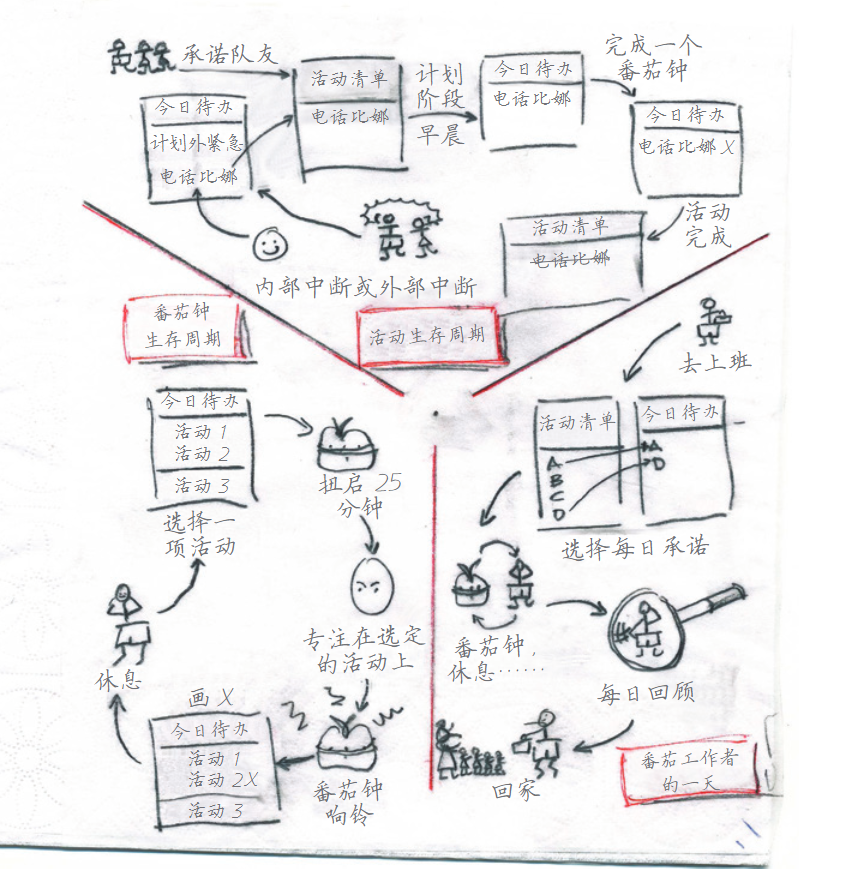 承诺队友
活动清单
电话比娜
计划
阶段
早晨
今日待办
电话比娜
完成一个
番茄钟
今日待办
电话比娜 X
今日待办
计划外紧急
电话比娜
活动
完成
活动清单
电话比娜
内部中断或外部中断
活动生存周期
番茄钟
生存周期
今日待办
活动 1
活动 2
活动 3
选择一
项活动
扭启 25
分钟
专注在选定
的活动上
番茄钟
响铃
画 X
今日待办
活动 1
活动 2X
活动 3
休息
去上班
活动清单
A
B
C
D
今日待办
A
D
选择每日承诺
番茄钟，
休息……
每日回顾
回家
番茄工作者
的一天